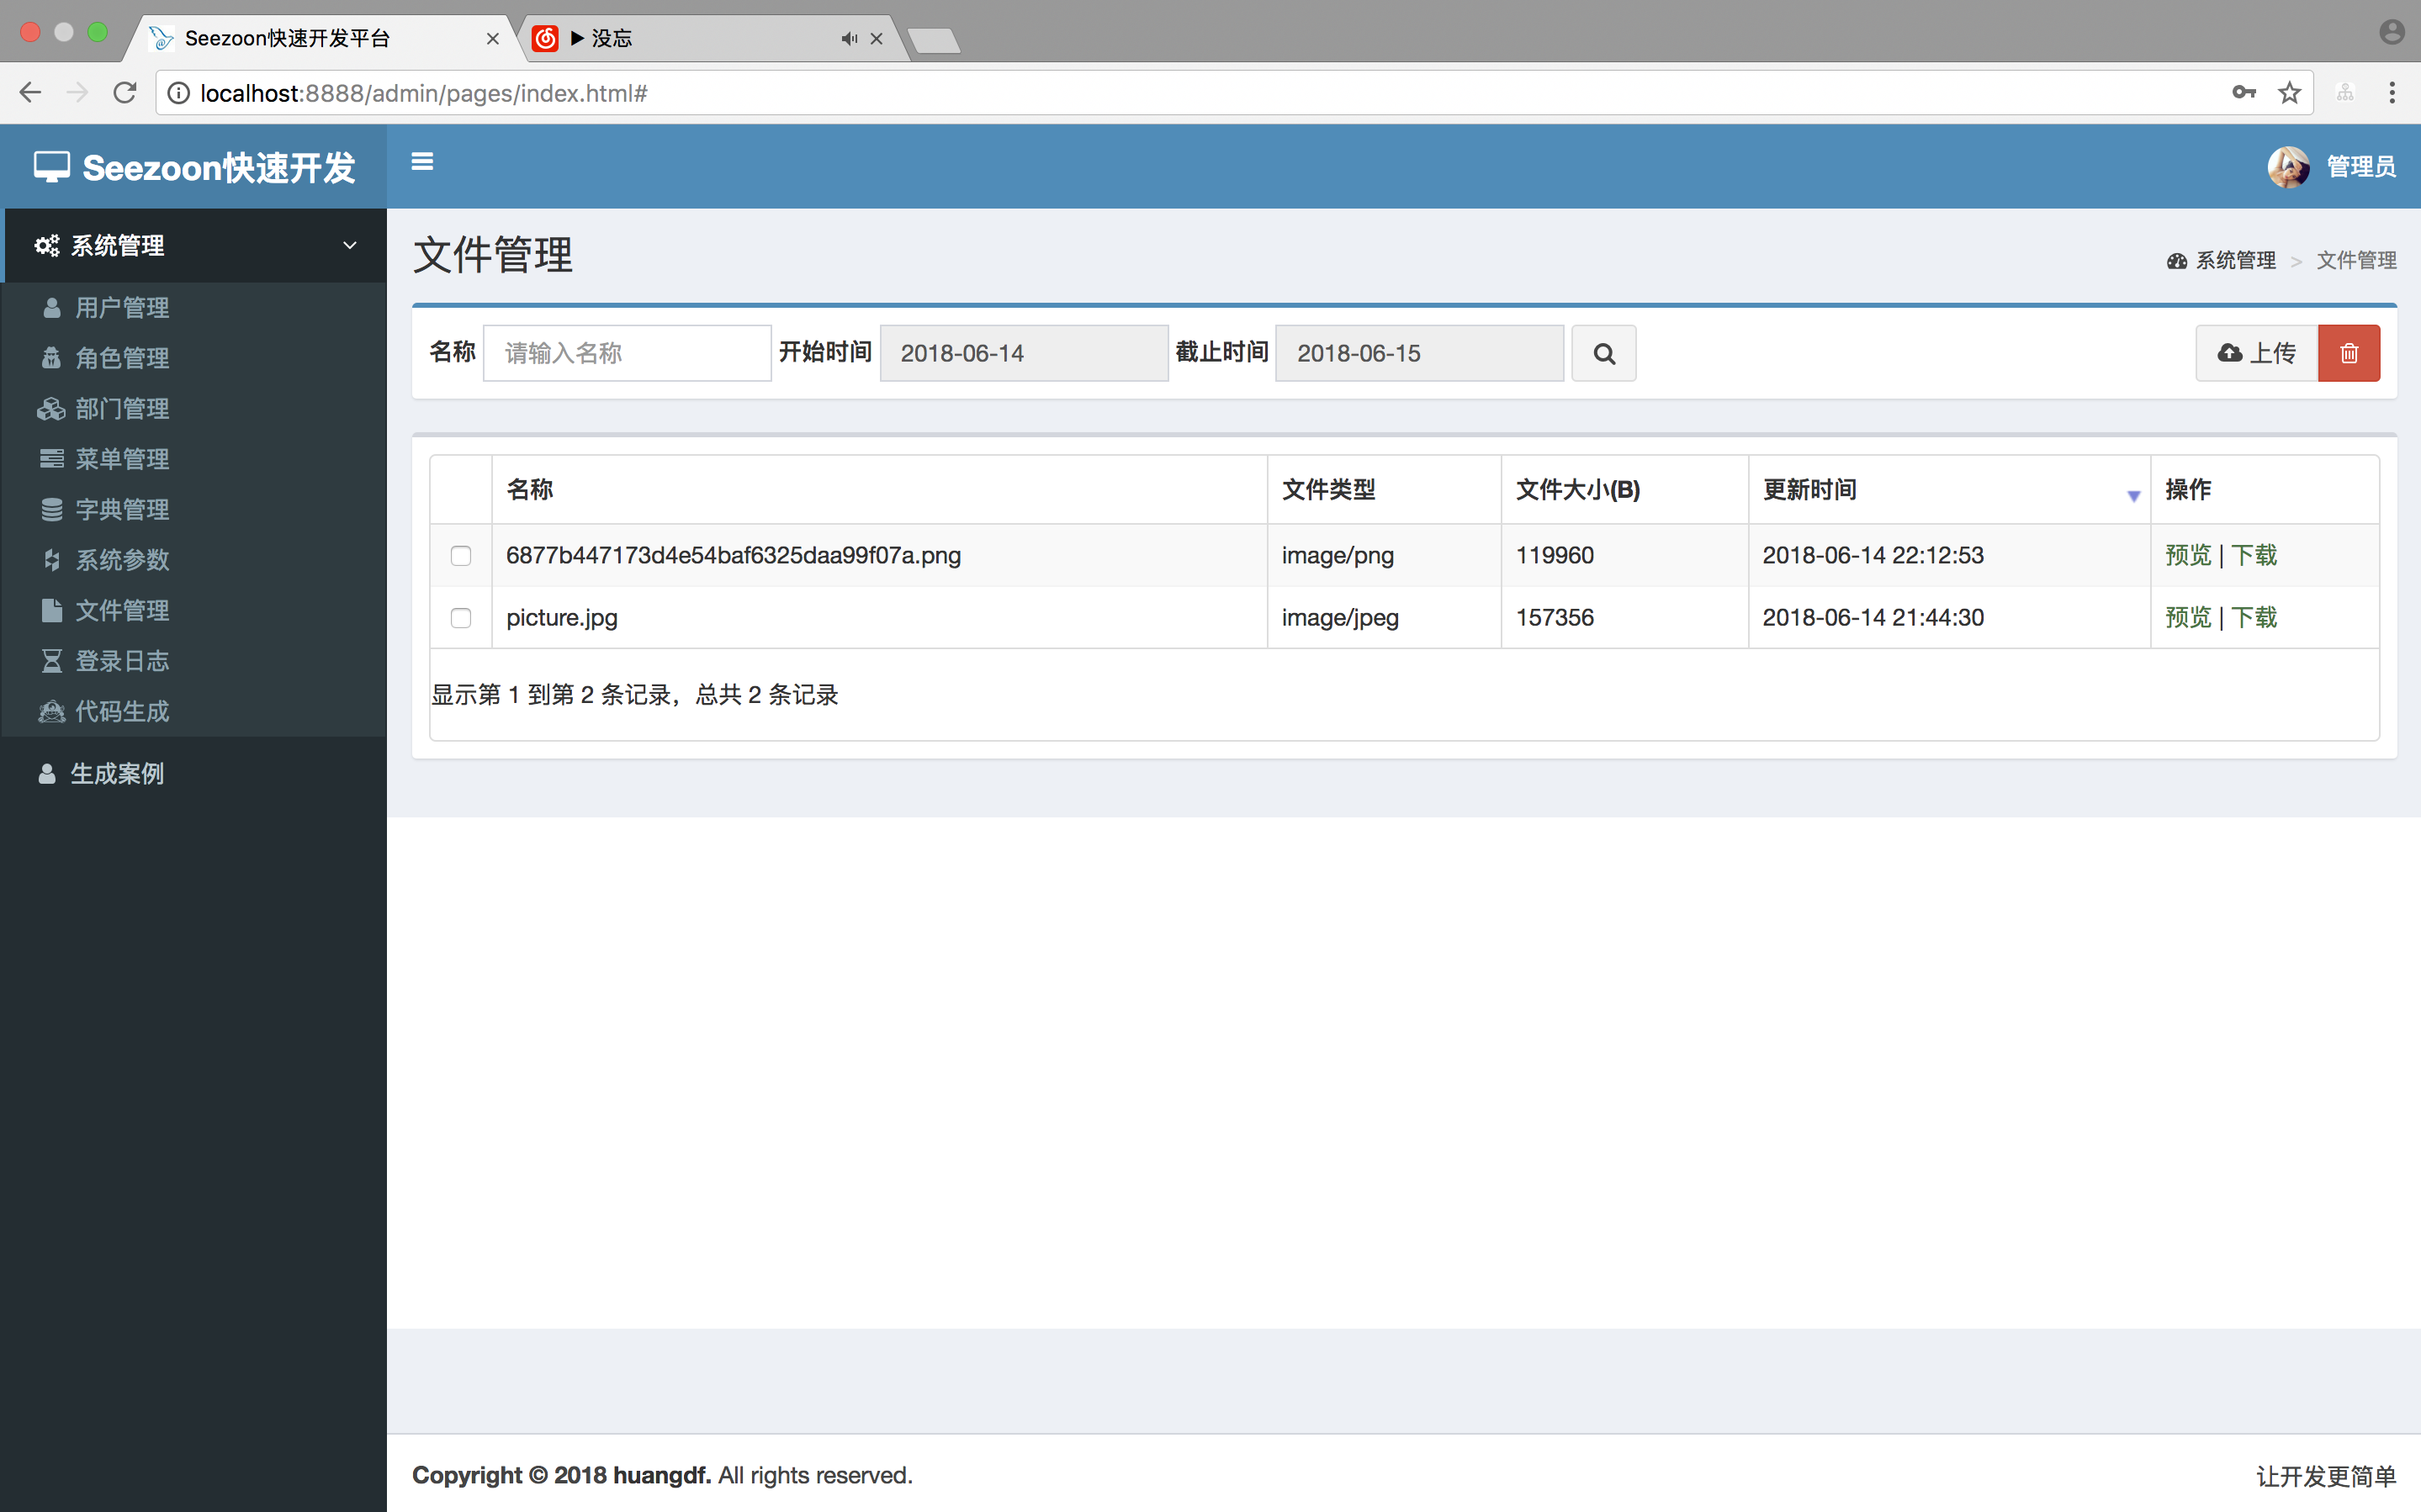 Seezoon快速开发平台
▶ 没忘
localhost:8888/admin/pages/index.html#
Seezoon快速开发
管理员
系统管理
用户管理
角色管理
部门管理
菜单管理
字典管理
系统参数
文件管理
登录日志
代码生成
生成案例
文件管理
系统管理 > 文件管理
名称 请输入名称 开始时间 2018-06-14 截止时间 2018-06-15 上传
名称 文件类型 文件大小(B) 更新时间 操作
6877b447173d4e54baf6325daa99f07a.png image/png 119960 2018-06-14 22:12:53 预览 | 下载
picture.jpg image/jpeg 157356 2018-06-14 21:44:30 预览 | 下载
显示第 1 到第 2 条记录，总共 2 条记录
Copyright © 2018 huangdf. All rights reserved.
让开发更简单